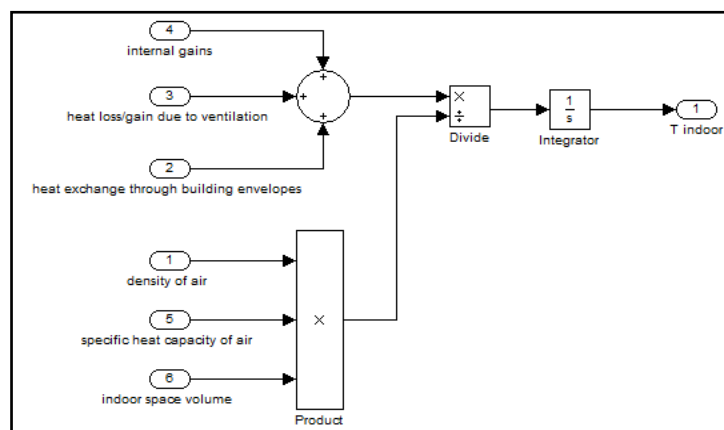 4
internal gains
3
heat loss/gain due to ventilation
2
heat exchange through building envelopes
+
+
+
×
÷
Divide
1
s
Integrator
1
T indoor
1
density of air
5
specific heat capacity of air
6
indoor space volume
×
Product